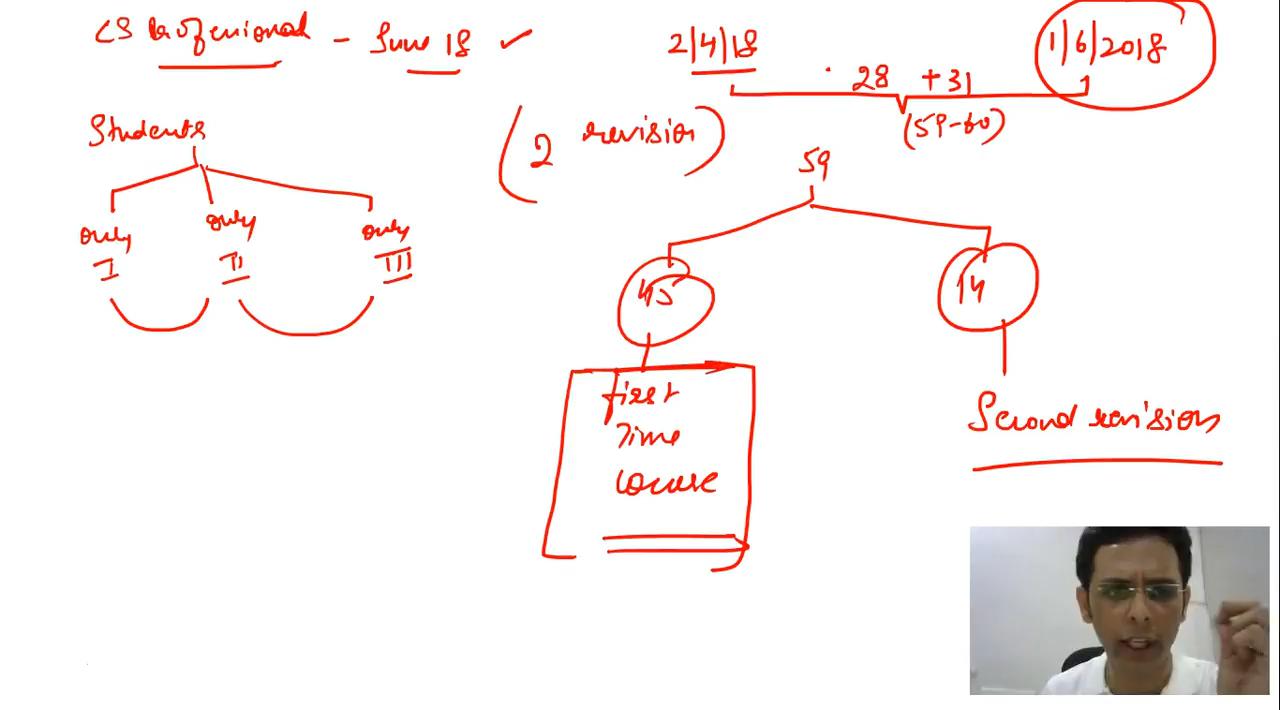 CS Professional - June 18
2/4/18
1/6/2018
28 +31
(59-60)
(2 revision)
Students
59
only
I
only
II
only
III
45
14
first
Time
course
Second revision